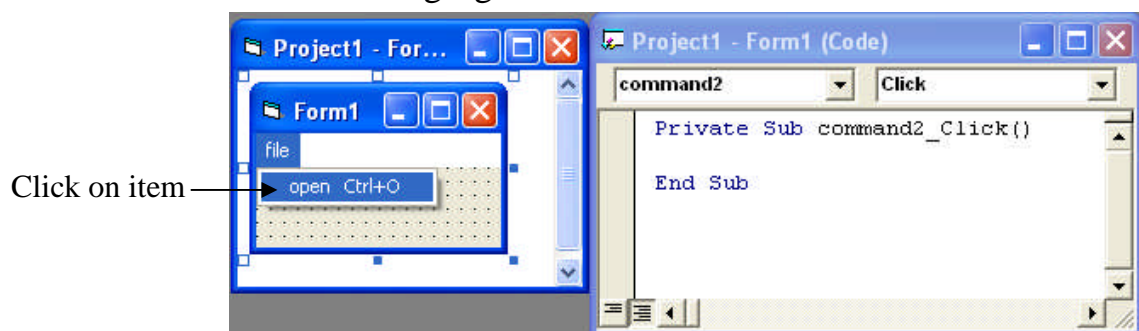 Project1 - For...
Form1
file
open Ctrl+O
Click on item
Project1 - Form1 (Code)
command2 Click
Private Sub command2_Click()
End Sub